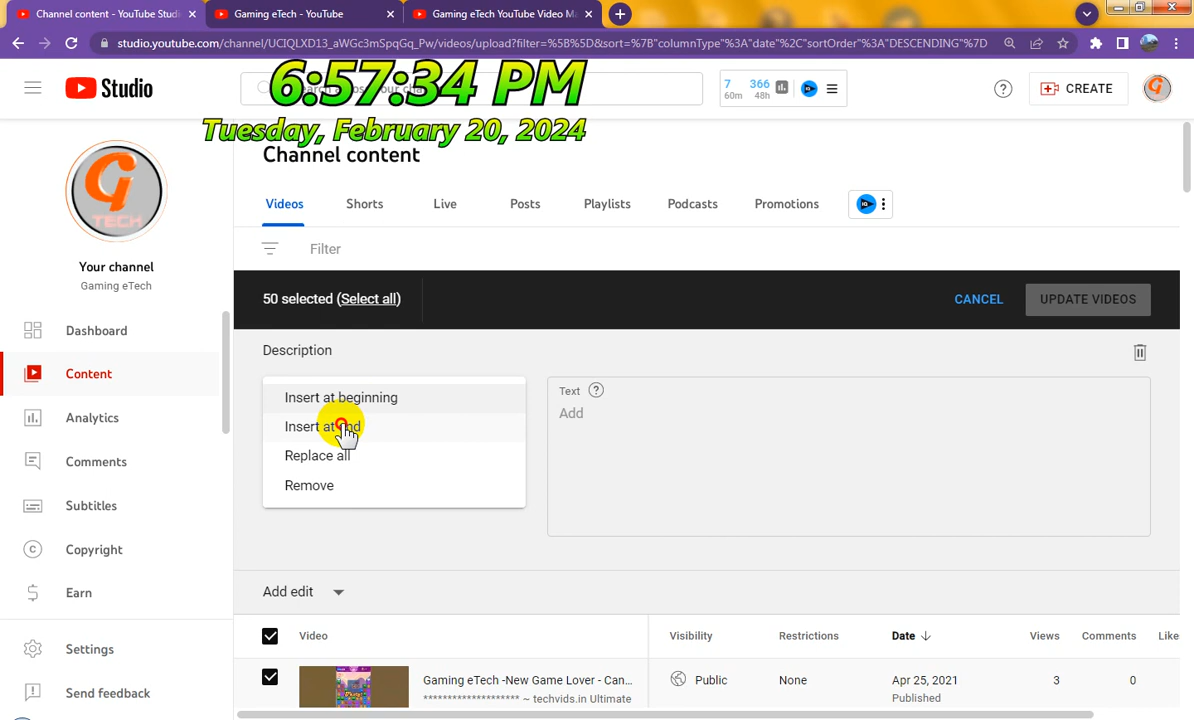 Channel content - YouTube Studi
Gaming eTech - YouTube
Gaming eTech YouTube Video Ma
studio.youtube.com/channel/UCIQLXD13_aWGc3mSpqGq_Pw/videos/upload?filter=%5B%5D&sort=%7B"columnType"%3A"date"%2C"sortOrder"%3A"DESCENDING"%7D
6:57:34 PM
Tuesday, February 20, 2024
Studio
7 60m
366 48h
CREATE
Channel content
Videos Shorts Live Posts Playlists Podcasts Promotions
Filter
TECH
Your channel
Gaming eTech
50 selected (Select all)
CANCEL
UPDATE VIDEOS
Description
Insert at beginning
Insert at end
Replace all
Remove
Text
Add
Dashboard
Content
Analytics
Comments
Subtitles
Copyright
Earn
Settings
Send feedback
Add edit
Video Visibility Restrictions Date Views Comments Like
Gaming eTech -New Game Lover - Can... Public None Apr 25, 2021 3 0
******************* ~ techvids.in Ultimate Published